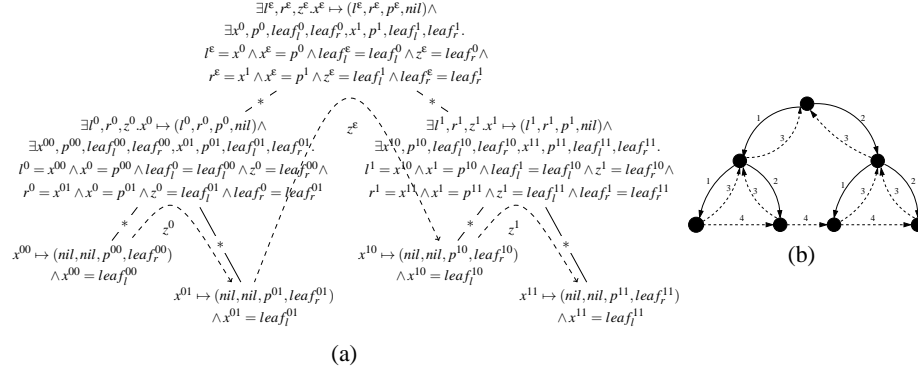 ∃l^ε, r^ε, z^ε. x^ε ↦ (l^ε, r^ε, p^ε, nil) ∧
∃x^0, p^0, leaf_l^0, leaf_r^0, x^1, p^1, leaf_l^1, leaf_r^1.
l^ε = x^0 ∧ x^ε = p^0 ∧ leaf_l^ε = leaf_l^0 ∧ z^ε = leaf_r^0 ∧
r^ε = x^1 ∧ x^ε = p^1 ∧ z^ε = leaf_l^1 ∧ leaf_r^ε = leaf_r^1
* *
∃l^0, r^0, z^0. x^0 ↦ (l^0, r^0, p^0, nil) ∧
∃x^00, p^00, leaf_l^00, leaf_r^00, x^01, p^01, leaf_l^01, leaf_r^01.
l^0 = x^00 ∧ x^0 = p^00 ∧ leaf_l^0 = leaf_l^00 ∧ z^0 = leaf_r^00 ∧
r^0 = x^01 ∧ x^0 = p^01 ∧ z^0 = leaf_l^01 ∧ leaf_r^0 = leaf_r^01
z^ε
∃l^1, r^1, z^1. x^1 ↦ (l^1, r^1, p^1, nil) ∧
∃x^10, p^10, leaf_l^10, leaf_r^10, x^11, p^11, leaf_l^11, leaf_r^11.
l^1 = x^10 ∧ x^1 = p^10 ∧ leaf_l^1 = leaf_l^10 ∧ z^1 = leaf_r^10 ∧
r^1 = x^11 ∧ x^1 = p^11 ∧ z^1 = leaf_l^11 ∧ leaf_r^1 = leaf_r^11
* z^0 *
* z^1 *
x^00 ↦ (nil, nil, p^00, leaf_r^00)
∧ x^00 = leaf_l^00
x^01 ↦ (nil, nil, p^01, leaf_r^01)
∧ x^01 = leaf_l^01
x^10 ↦ (nil, nil, p^10, leaf_r^10)
∧ x^10 = leaf_l^10
x^11 ↦ (nil, nil, p^11, leaf_r^11)
∧ x^11 = leaf_l^11
(a)
1 3 3 2
1 3 3 2 1 3 3 2
4 4 4
(b)